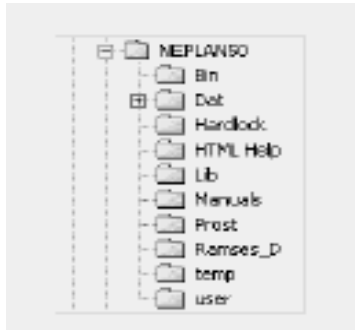 NEPLAN50
Bin
Dat
Hardlock
HTML Help
Lib
Manuals
Prost
Ramses_D
temp
user